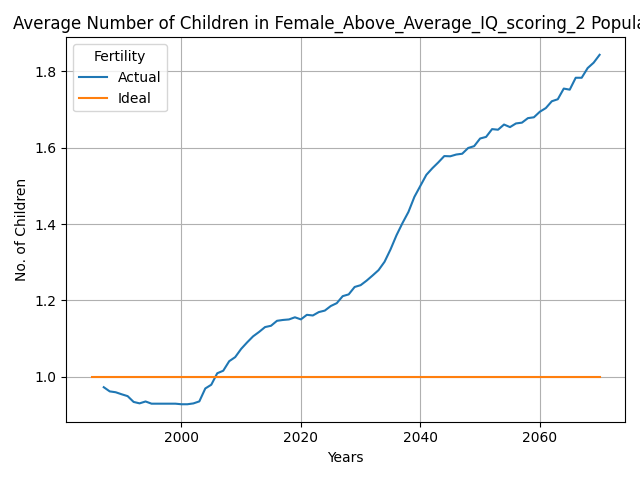 Average Number of Children in Female_Above_Average_IQ_scoring_2 Popula
Fertility
Actual
Ideal
1.8
1.6
1.4
1.2
1.0
No. of Children
2000 2020 2040 2060
Years